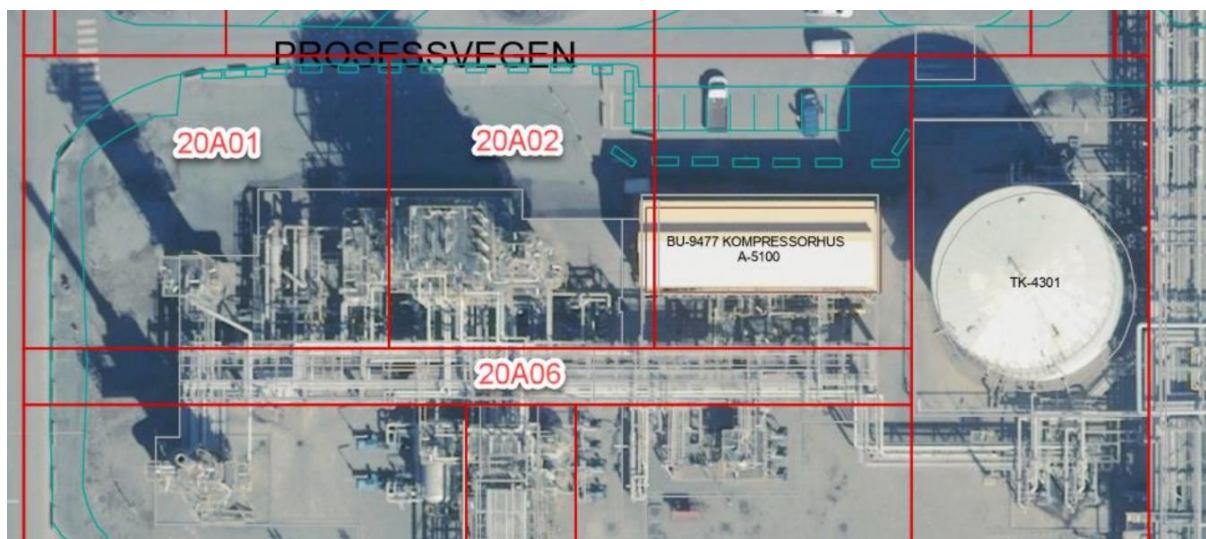 PROSESSVEGEN
20A01
20A02
BU-9477 KOMPRESSORHUS
A-5100
TK-4301
20A06